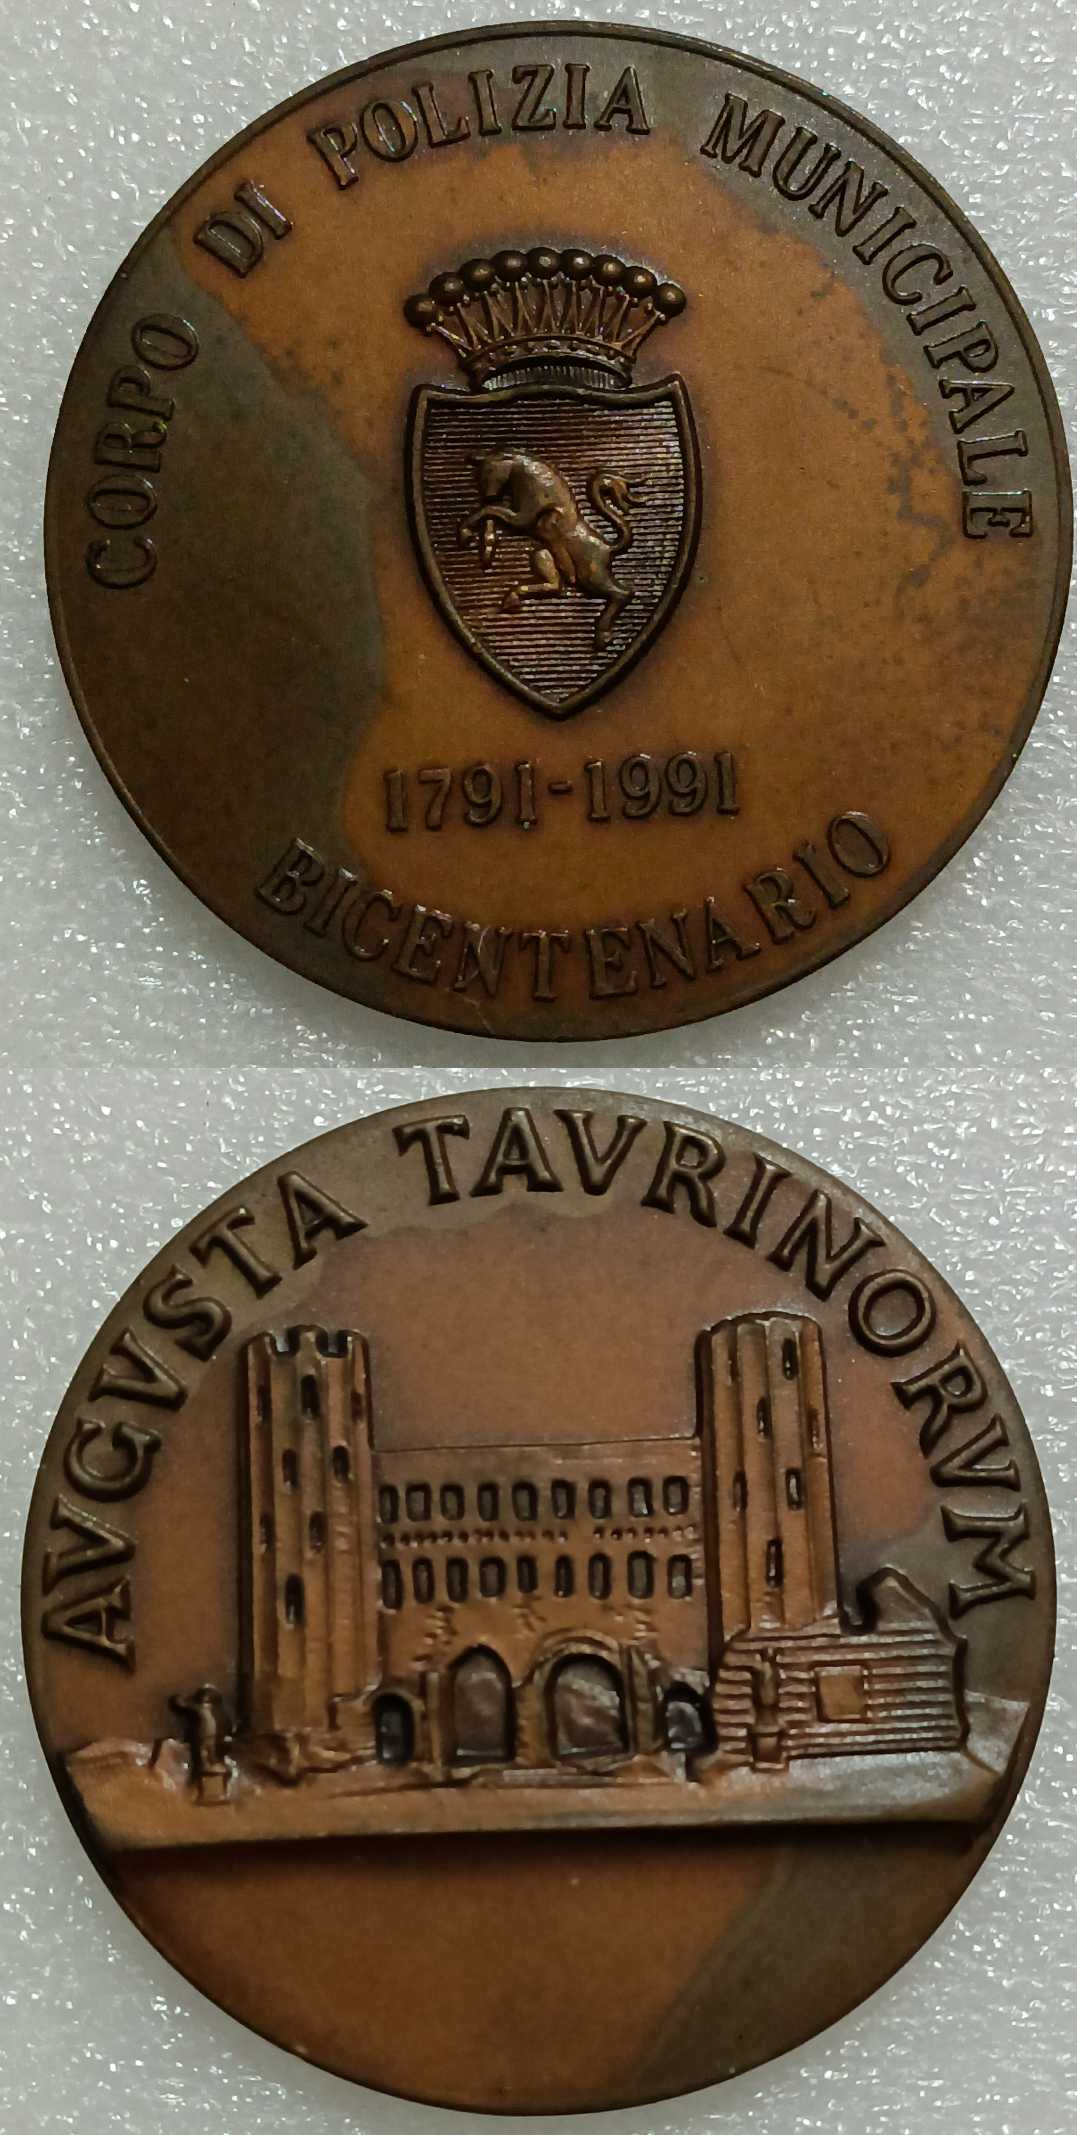 CORPO DI POLIZIA MUNICIPALE
1791-1991
BICENTENARIO
AVGVSTA TAVRINORVM